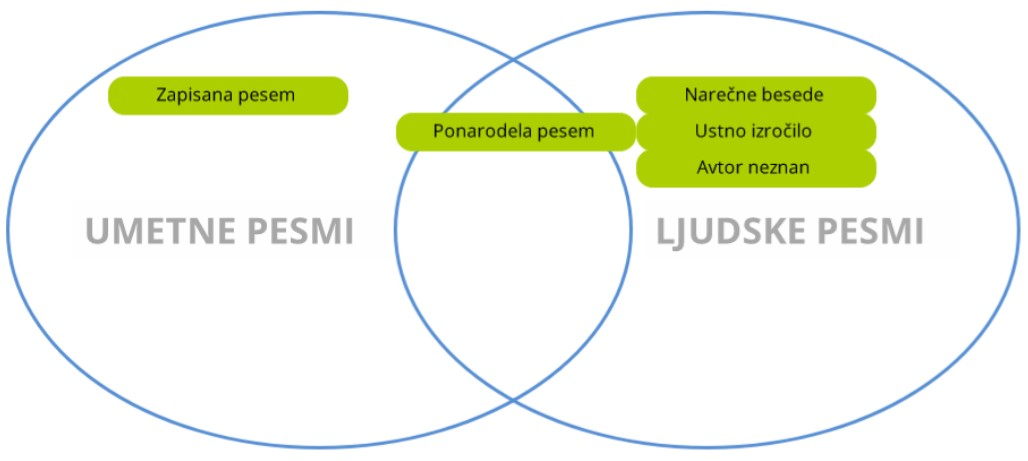 Zapisana pesem
Ponarodela pesem
Narečne besede
Ustno izročilo
Avtor neznan
UMETNE PESMI
LJUDSKE PESMI